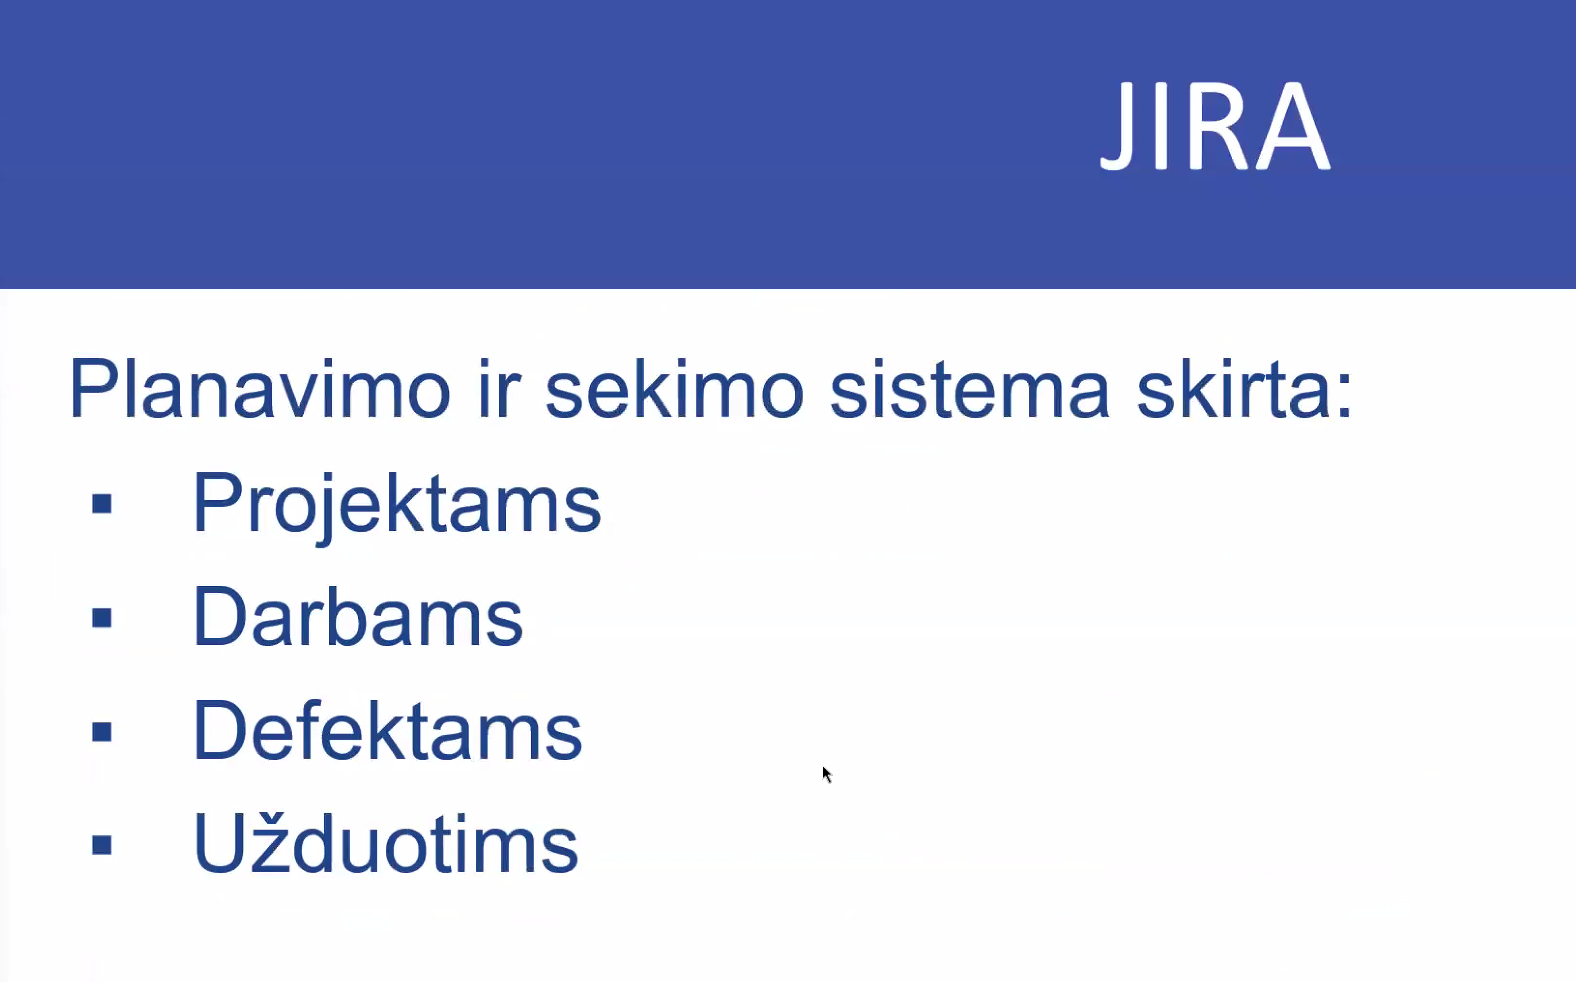 JIRA
Planavimo ir sekimo sistema skirta:
▪ Projektams
▪ Darbams
▪ Defektams
▪ Užduotims